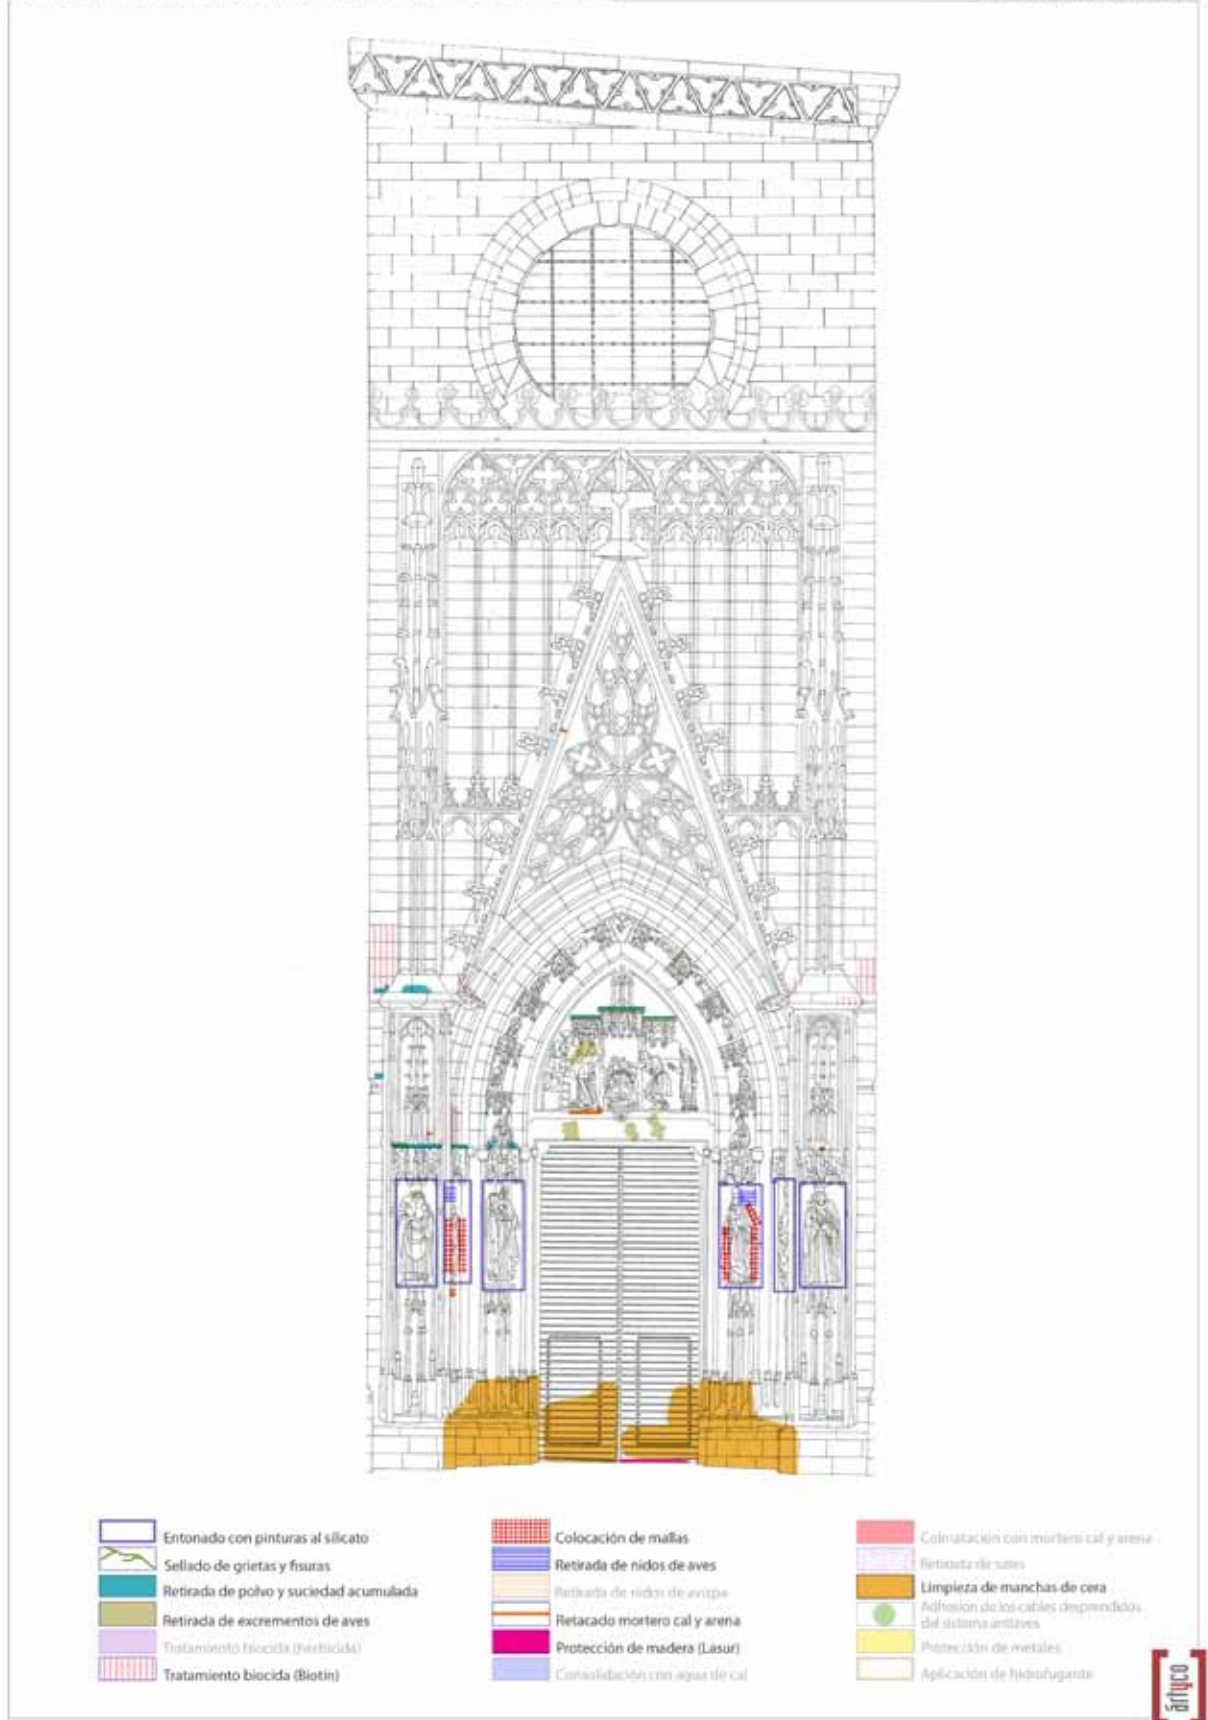 Entonado con pinturas al silicato
Sellado de grietas y fisuras
Retirada de polvo y suciedad acumulada
Retirada de excrementos de aves
Tratamiento biocida (herbicida)
Tratamiento biocida (Biotin)
Colocación de mallas
Retirada de nidos de aves
Retirada de nidos de avispa
Retacado mortero cal y arena
Protección de madera (Lasur)
Consolidación con agua de cal
Colmatación con mortero cal y arena
Retirada de sales
Limpieza de manchas de cera
Adhesión de los cables desprendidos
del sistema antiaves
Protección de metales
Aplicación de hidrofugante
ártyco